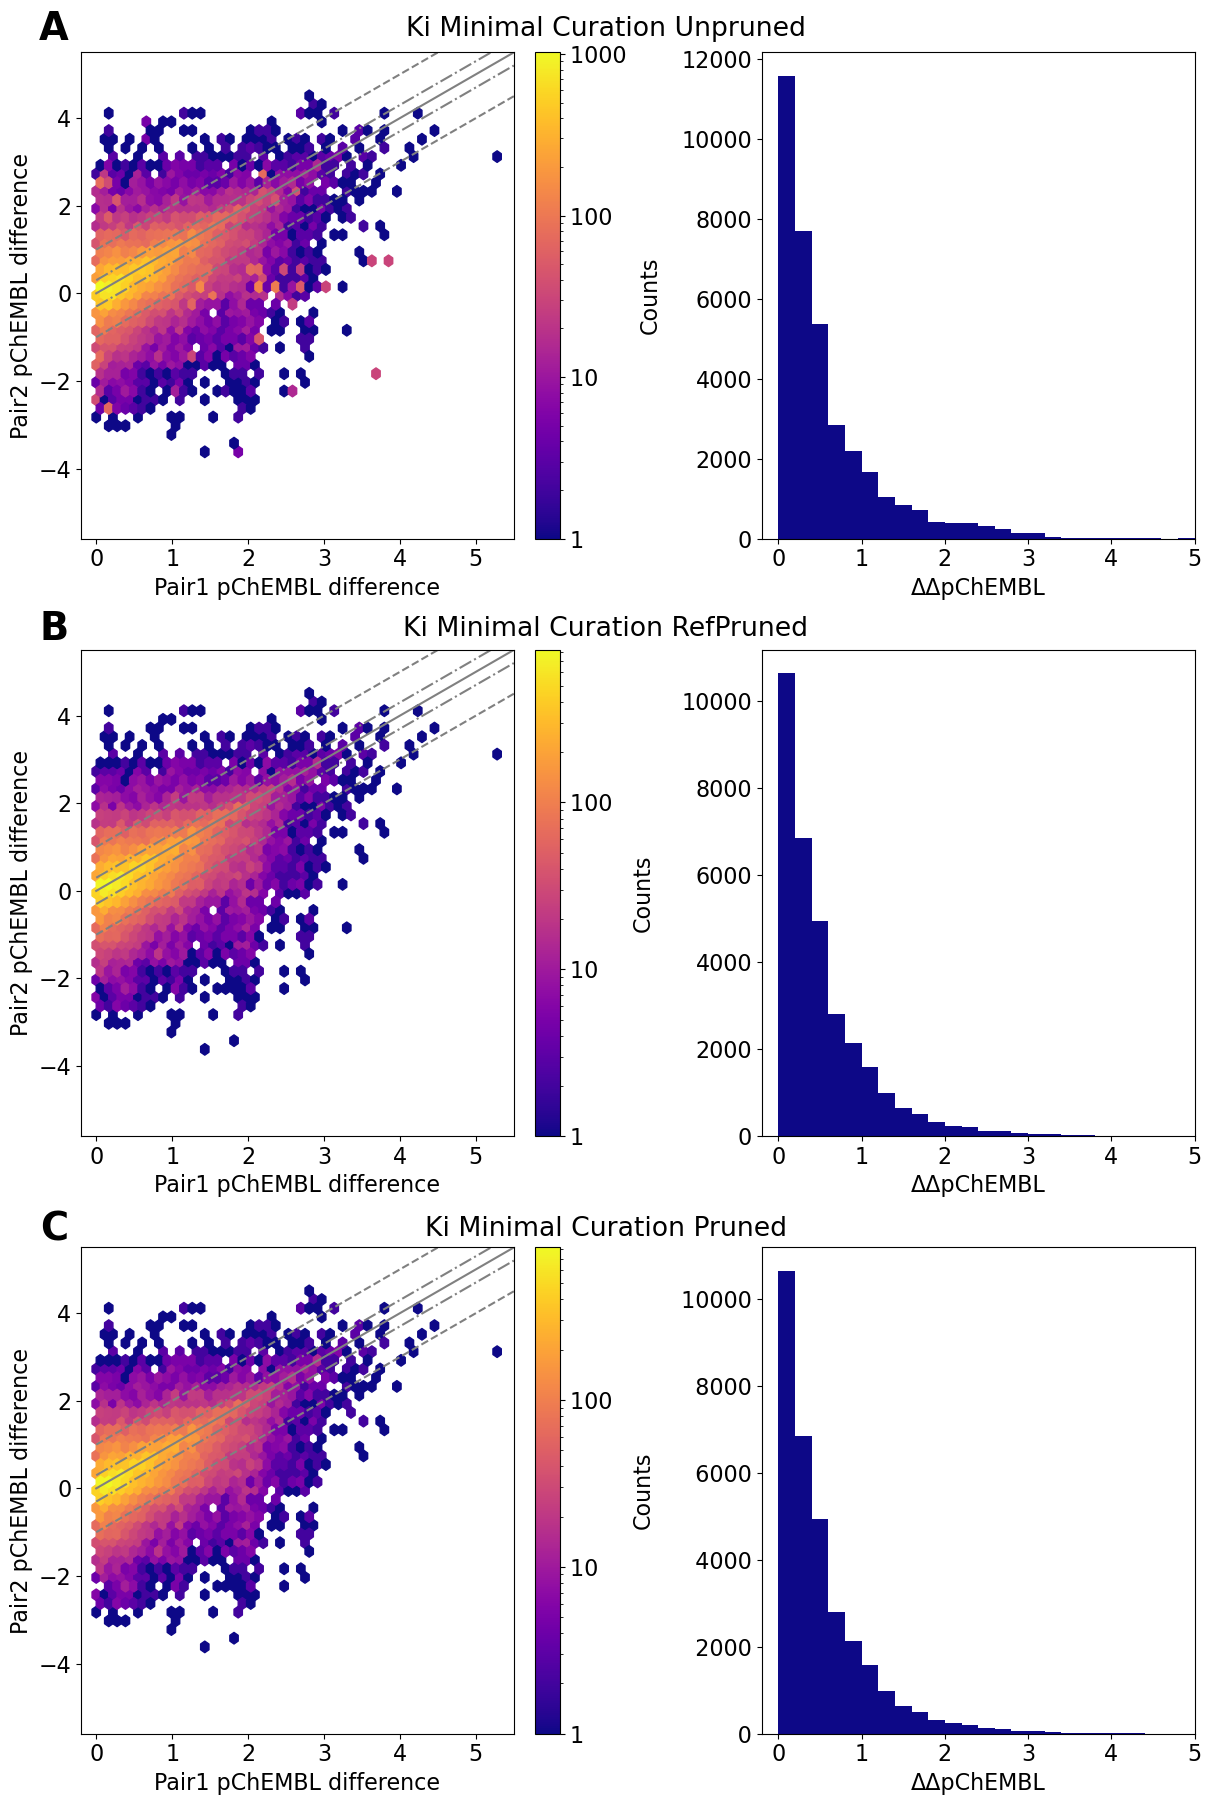 A
Ki Minimal Curation Unpruned
4
2
0
−2
−4
Pair2 pChEMBL difference
0 1 2 3 4 5
Pair1 pChEMBL difference
1000
100
10
1
Counts
12000
10000
8000
6000
4000
2000
0
0 1 2 3 4 5
ΔΔpChEMBL
B
Ki Minimal Curation RefPruned
4
2
0
−2
−4
Pair2 pChEMBL difference
0 1 2 3 4 5
Pair1 pChEMBL difference
100
10
1
Counts
10000
8000
6000
4000
2000
0
0 1 2 3 4 5
ΔΔpChEMBL
C
Ki Minimal Curation Pruned
4
2
0
−2
−4
Pair2 pChEMBL difference
0 1 2 3 4 5
Pair1 pChEMBL difference
100
10
1
Counts
10000
8000
6000
4000
2000
0
0 1 2 3 4 5
ΔΔpChEMBL